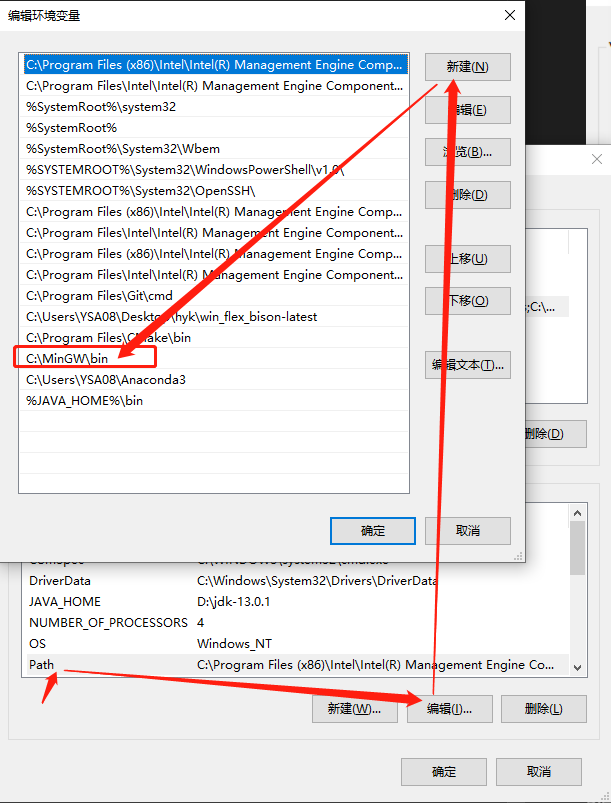 编辑环境变量
C:\Program Files (x86)\Intel\Intel(R) Management Engine Comp...
C:\Program Files\Intel\Intel(R) Management Engine Component...
%SystemRoot%\system32
%SystemRoot%
%SystemRoot%\System32\Wbem
%SYSTEMROOT%\System32\WindowsPowerShell\v1.0\
%SYSTEMROOT%\System32\OpenSSH\
C:\Program Files (x86)\Intel\Intel(R) Management Engine Comp...
C:\Program Files\Intel\Intel(R) Management Engine Component...
C:\Program Files (x86)\Intel\Intel(R) Management Engine Comp...
C:\Program Files\Intel\Intel(R) Management Engine Component...
C:\Program Files\Git\cmd
C:\Users\YSA08\Desktop\hyk\win_flex_bison-latest
C:\Program Files\CMake\bin
C:\MinGW\bin
C:\Users\YSA08\Anaconda3
%JAVA_HOME%\bin
新建(N)
编辑(E)
浏览(B)...
删除(D)
上移(U)
下移(O)
编辑文本(T)...
确定
取消
;C:\...
删除(D)
DriverData C:\Windows\System32\Drivers\DriverData
JAVA_HOME D:\jdk-13.0.1
NUMBER_OF_PROCESSORS 4
OS Windows_NT
Path C:\Program Files (x86)\Intel\Intel(R) Management Engine Co...
新建(W)...
编辑(I)...
删除(L)
确定
取消